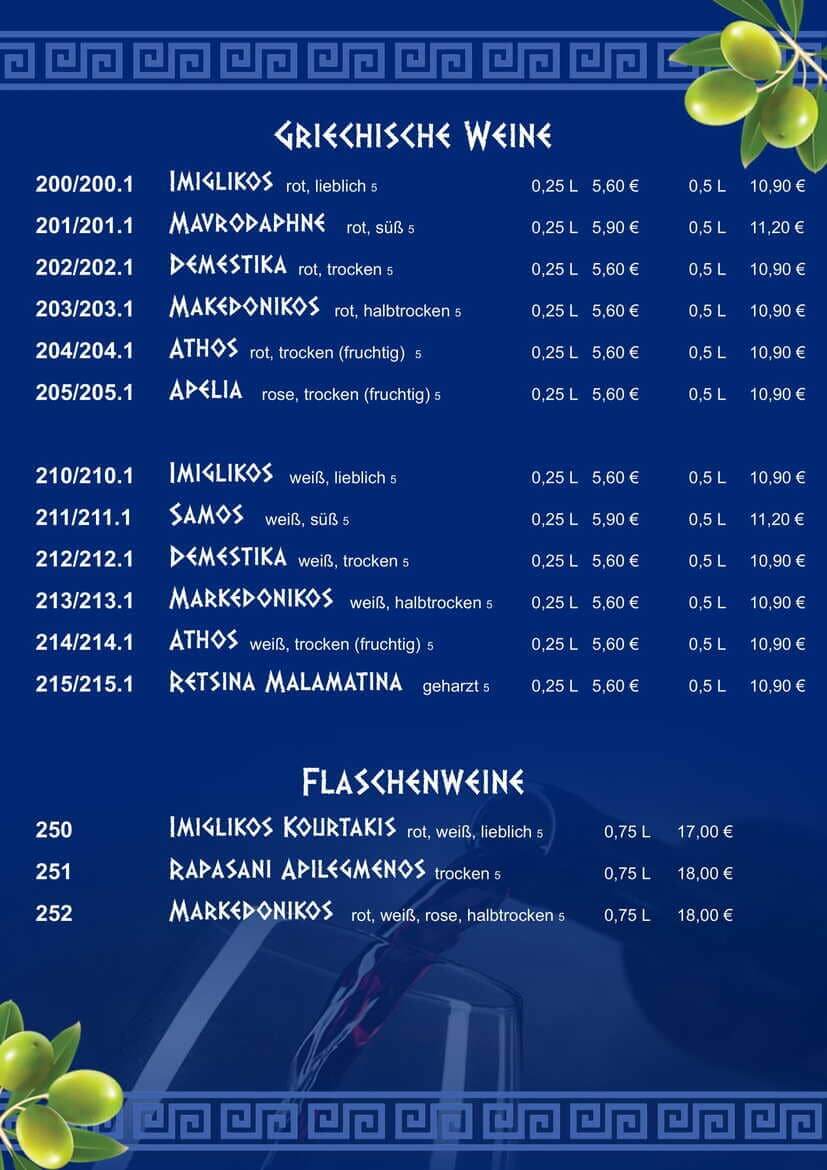 Griechische Weine
200/200.1 Imiglikos rot, lieblich 5 0,25 L 5,60 € 0,5 L 10,90 €
201/201.1 Mavrodaphne rot, süß 5 0,25 L 5,90 € 0,5 L 11,20 €
202/202.1 Demestika rot, trocken 5 0,25 L 5,60 € 0,5 L 10,90 €
203/203.1 Makedonikos rot, halbtrocken 5 0,25 L 5,60 € 0,5 L 10,90 €
204/204.1 Athos rot, trocken (fruchtig) 5 0,25 L 5,60 € 0,5 L 10,90 €
205/205.1 Apelia rose, trocken (fruchtig) 5 0,25 L 5,60 € 0,5 L 10,90 €
210/210.1 Imiglikos weiß, lieblich 5 0,25 L 5,60 € 0,5 L 10,90 €
211/211.1 Samos weiß, süß 5 0,25 L 5,90 € 0,5 L 11,20 €
212/212.1 Demestika weiß, trocken 5 0,25 L 5,60 € 0,5 L 10,90 €
213/213.1 Markedonikos weiß, halbtrocken 5 0,25 L 5,60 € 0,5 L 10,90 €
214/214.1 Athos weiß, trocken (fruchtig) 5 0,25 L 5,60 € 0,5 L 10,90 €
215/215.1 Retsina Malamatina geharzt 5 0,25 L 5,60 € 0,5 L 10,90 €
Flaschenweine
250 Imiglikos Kourtakis rot, weiß, lieblich 5 0,75 L 17,00 €
251 Rapasani Apilegmenos trocken 5 0,75 L 18,00 €
252 Markedonikos rot, weiß, rose, halbtrocken 5 0,75 L 18,00 €